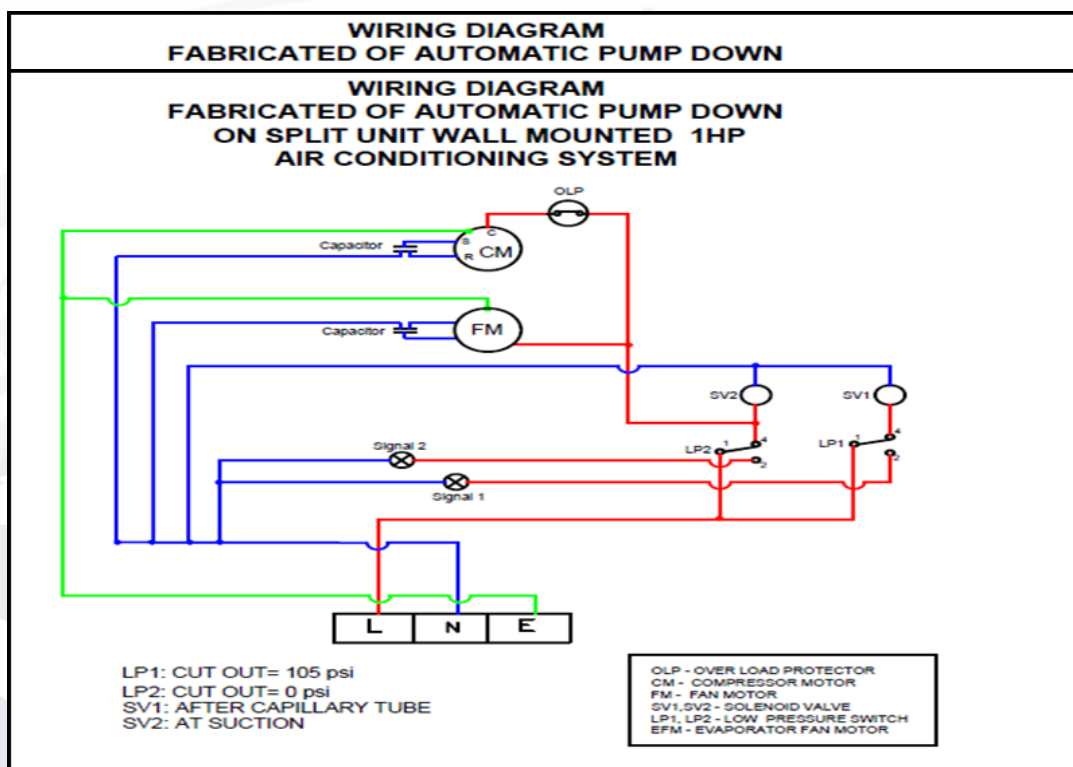 WIRING DIAGRAM
FABRICATED OF AUTOMATIC PUMP DOWN
WIRING DIAGRAM
FABRICATED OF AUTOMATIC PUMP DOWN
ON SPLIT UNIT WALL MOUNTED 1HP
AIR CONDITIONING SYSTEM
OLP
C
S
Capacitor
R
CM
Capacitor
FM
SV2
SV1
Signal 2
LP2
1
4
2
LP1
1
4
2
Signal 1
L
N
E
LP1: CUT OUT= 105 psi
LP2: CUT OUT= 0 psi
SV1: AFTER CAPILLARY TUBE
SV2: AT SUCTION
OLP - OVER LOAD PROTECTOR
CM - COMPRESSOR MOTOR
FM - FAN MOTOR
SV1,SV2 - SOLENOID VALVE
LP1, LP2 - LOW PRESSURE SWITCH
EFM - EVAPORATOR FAN MOTOR